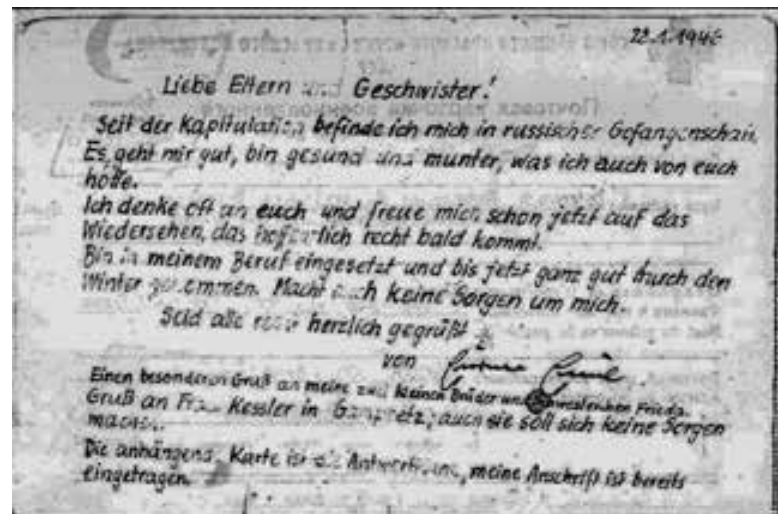 22.1.1946
Liebe Eltern und Geschwister!
Seit der Kapitulation befinde ich mich in russischer Gefangenschaft.
Es geht mir gut, bin gesund und munter, was ich auch von euch
hoffe.
Ich denke oft an euch und freue mich schon jetzt auf das
Wiedersehen, das hoffentlich recht bald kommt.
Bin in meinem Beruf eingesetzt und bis jetzt ganz gut durch den
Winter gekommen. Macht euch keine Sorgen um mich.
Seid alle recht herzlich gegrüßt
von
Einen besonderen Gruß an meine zwei kleinen Brüder und Frieda.
Gruß an Frau Kessler in auch sie soll sich keine Sorgen
machen.
Die anhängende Karte ist die meine Anschrift ist bereits
eingetragen.